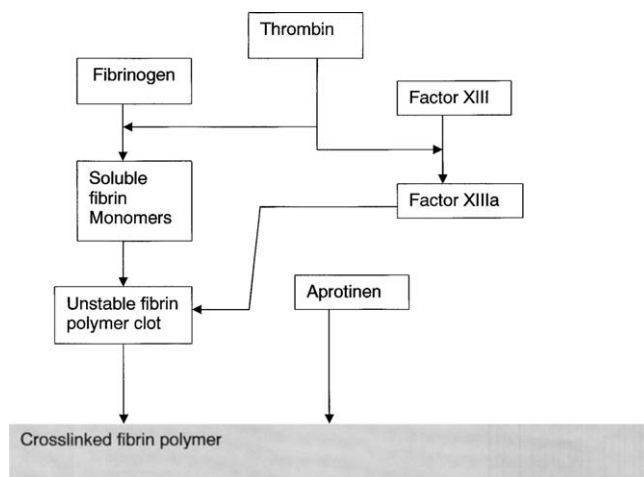 Thrombin
Fibrinogen
Factor XIII
Soluble
fibrin
Monomers
Factor XIIIa
Aprotinen
Unstable fibrin
polymer clot
Crosslinked fibrin polymer